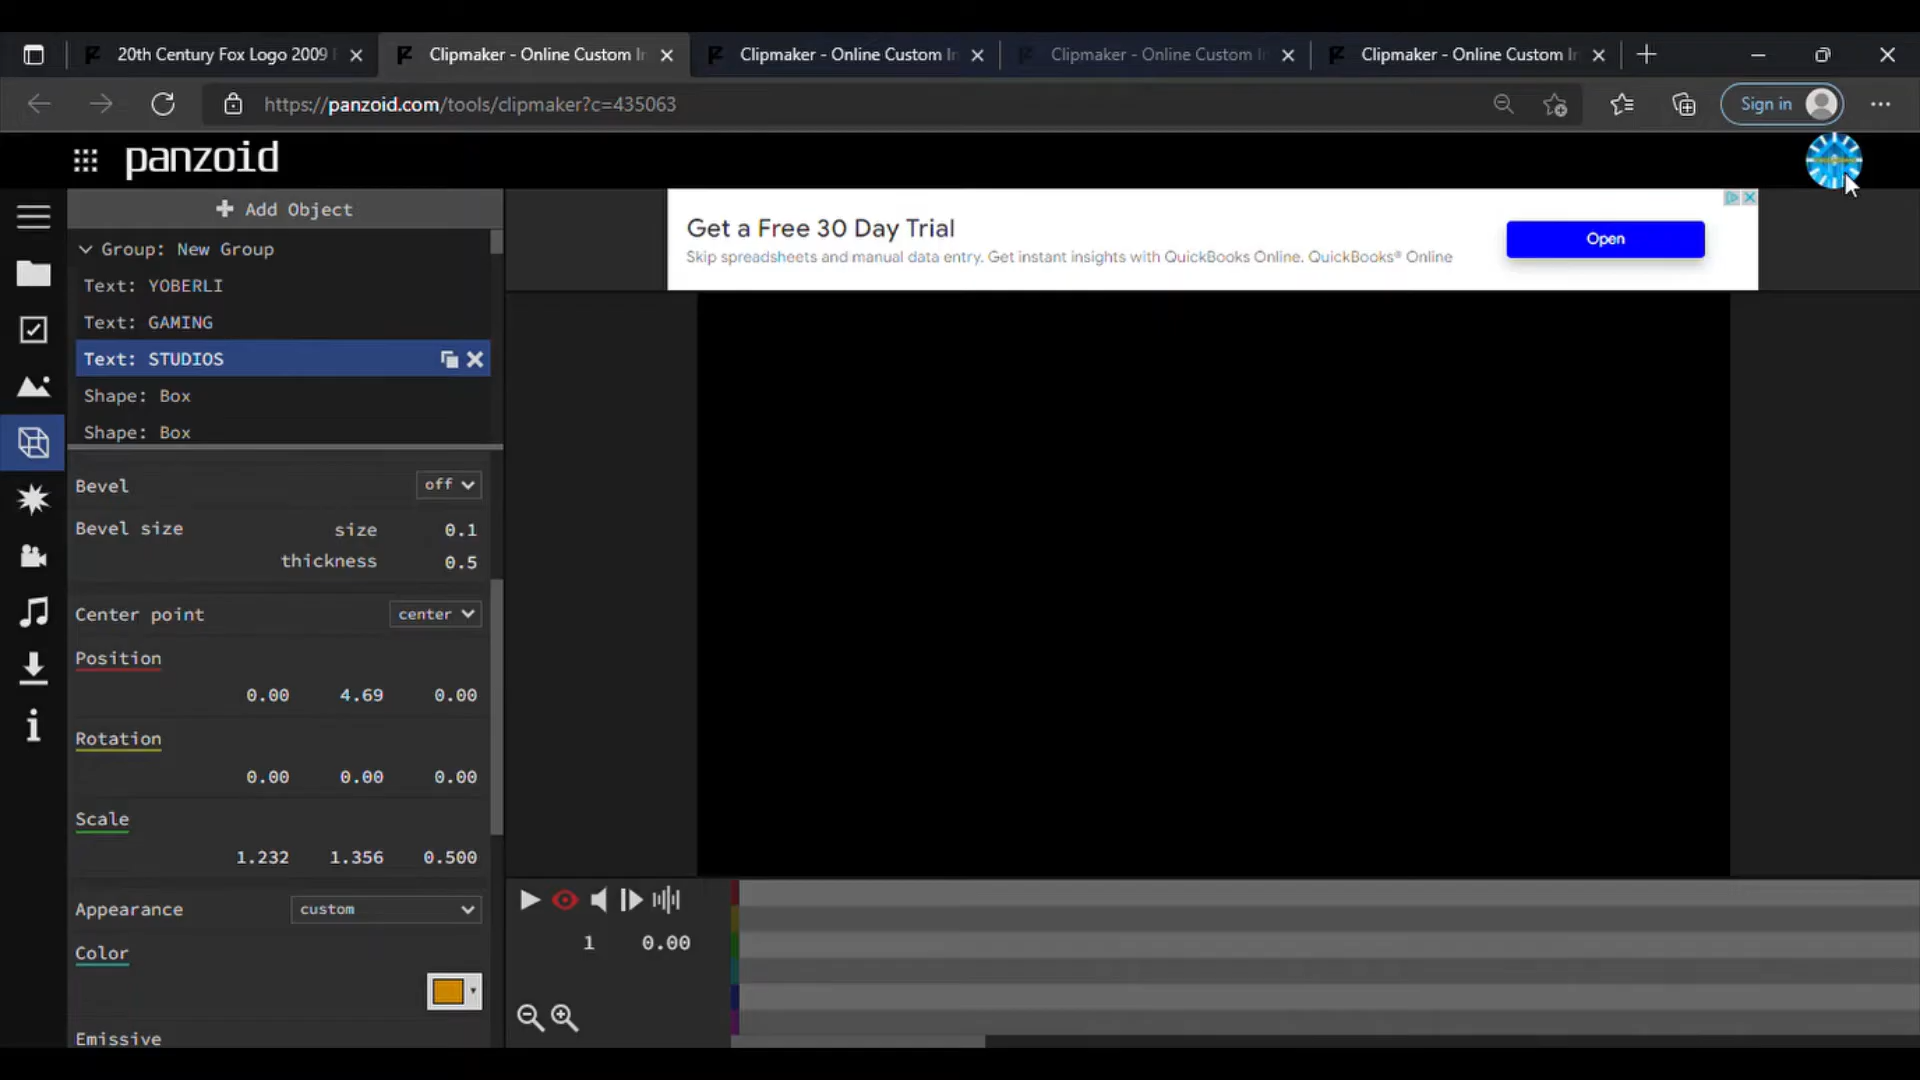 20th Century Fox Logo 2009
Clipmaker - Online Custom In
Clipmaker - Online Custom In
Clipmaker - Online Custom In
Clipmaker - Online Custom In
https://panzoid.com/tools/clipmaker?c=435063
Sign in
panzoid
Add Object
Group: New Group
Text: YOBERLI
Text: GAMING
Text: STUDIOS
Shape: Box
Shape: Box
Get a Free 30 Day Trial
Skip spreadsheets and manual data entry. Get instant insights with QuickBooks Online. QuickBooks® Online
Open
Bevel off
Bevel size size 0.1
thickness 0.5
Center point center
Position
0.00 4.69 0.00
Rotation
0.00 0.00 0.00
Scale
1.232 1.356 0.500
Appearance custom
Color
Emissive
1 0.00